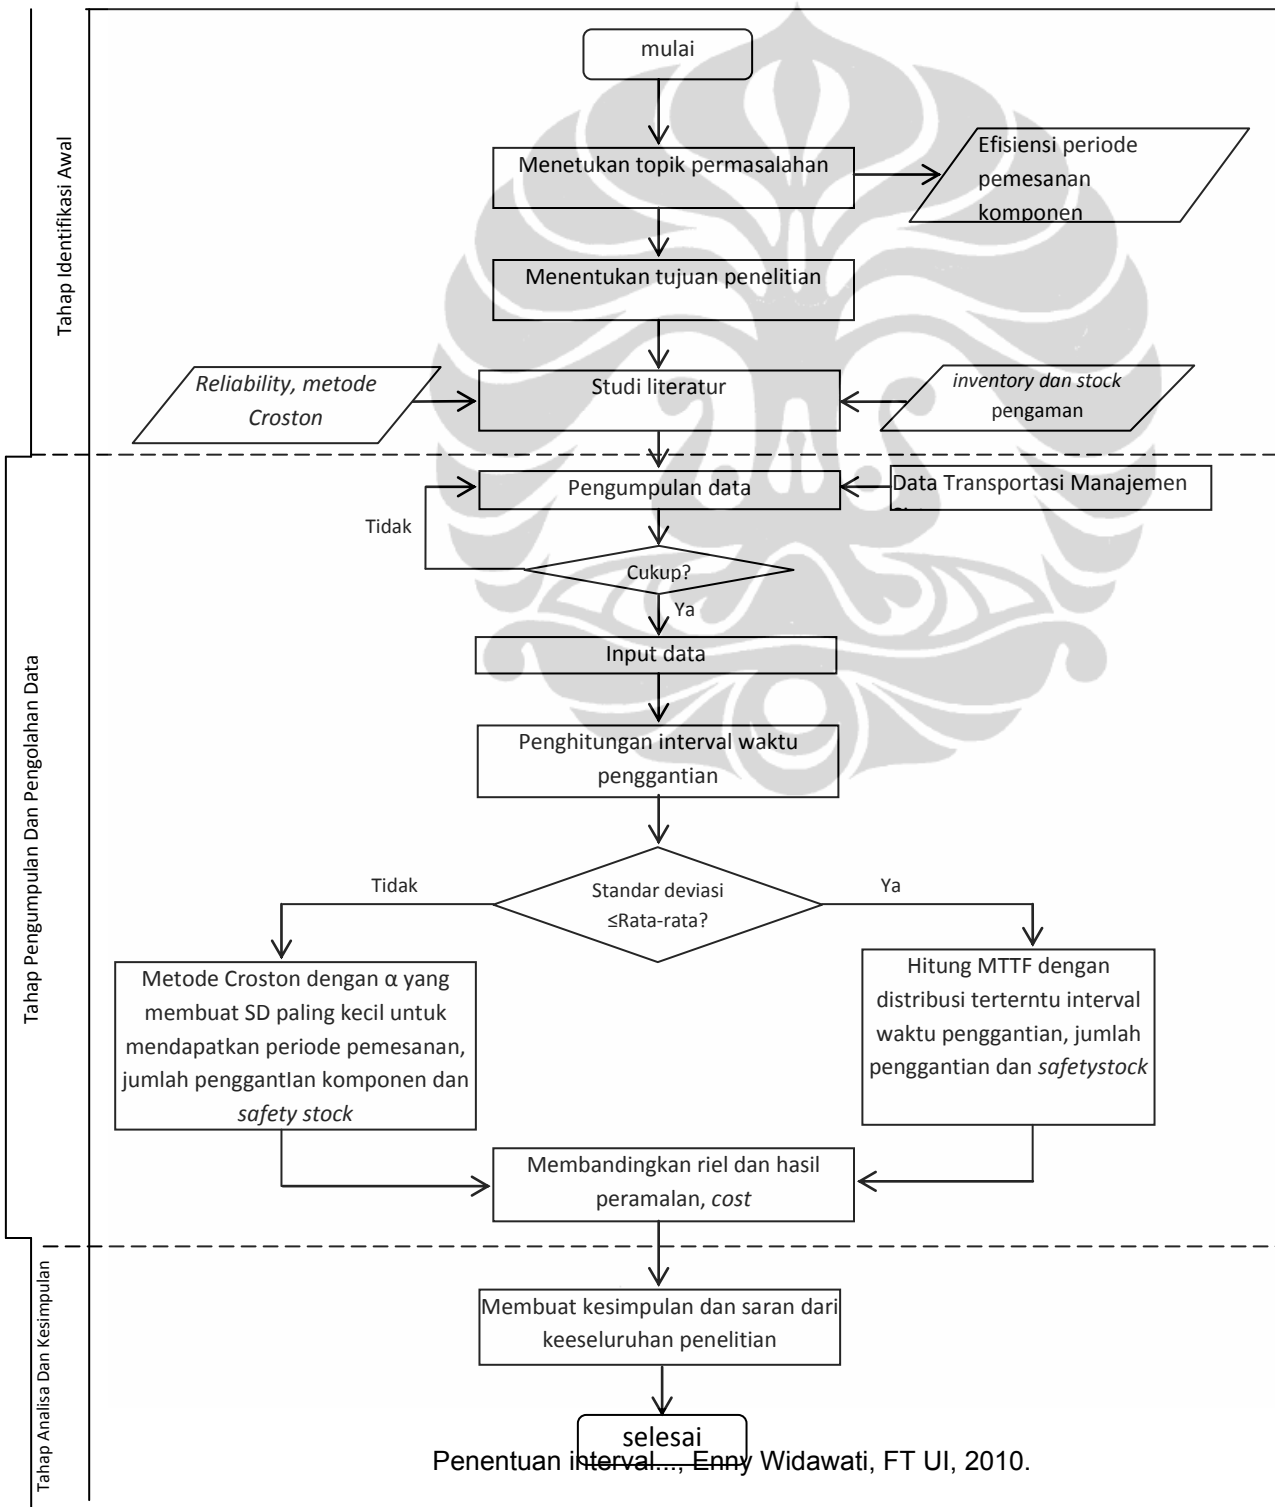 mulai
Menetukan topik permasalahan
Efisiensi periode
pemesanan
komponen
Menentukan tujuan penelitian
Tahap Identifikasi Awal
Reliability, metode
Croston
Studi literatur
inventory dan stock
pengaman
Pengumpulan data
Data Transportasi Manajemen
Tidak
Cukup?
Ya
Input data
Penghitungan interval waktu
penggantian
Tahap Pengumpulan Dan Pengolahan Data
Tidak
Standar deviasi
≤Rata-rata?
Ya
Metode Croston dengan α yang
membuat SD paling kecil untuk
mendapatkan periode pemesanan,
jumlah penggantIan komponen dan
safety stock
Hitung MTTF dengan
distribusi terterntu interval
waktu penggantian, jumlah
penggantian dan safetystock
Membandingkan riel dan hasil
peramalan, cost
Tahap Analisa Dan Kesimpulan
Membuat kesimpulan dan saran dari
keeseluruhan penelitian
selesai
Penentuan interval..., Enny Widawati, FT UI, 2010.